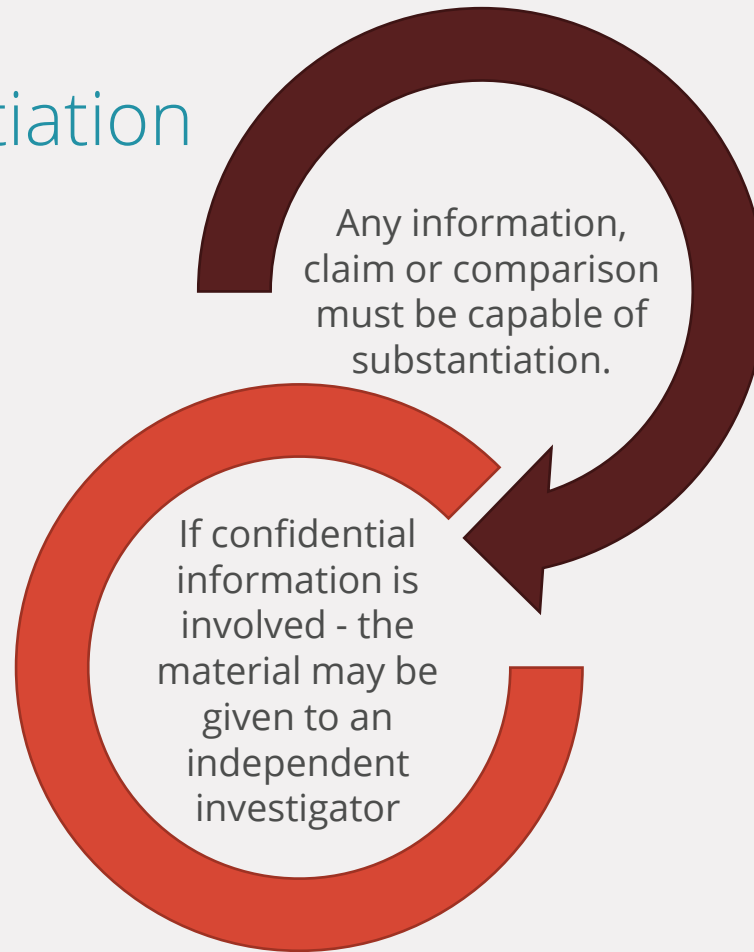 tiation
Any information,
claim or comparison
must be capable of
substantiation.
If confidential
information is
involved - the
material may be
given to an
independent
investigator